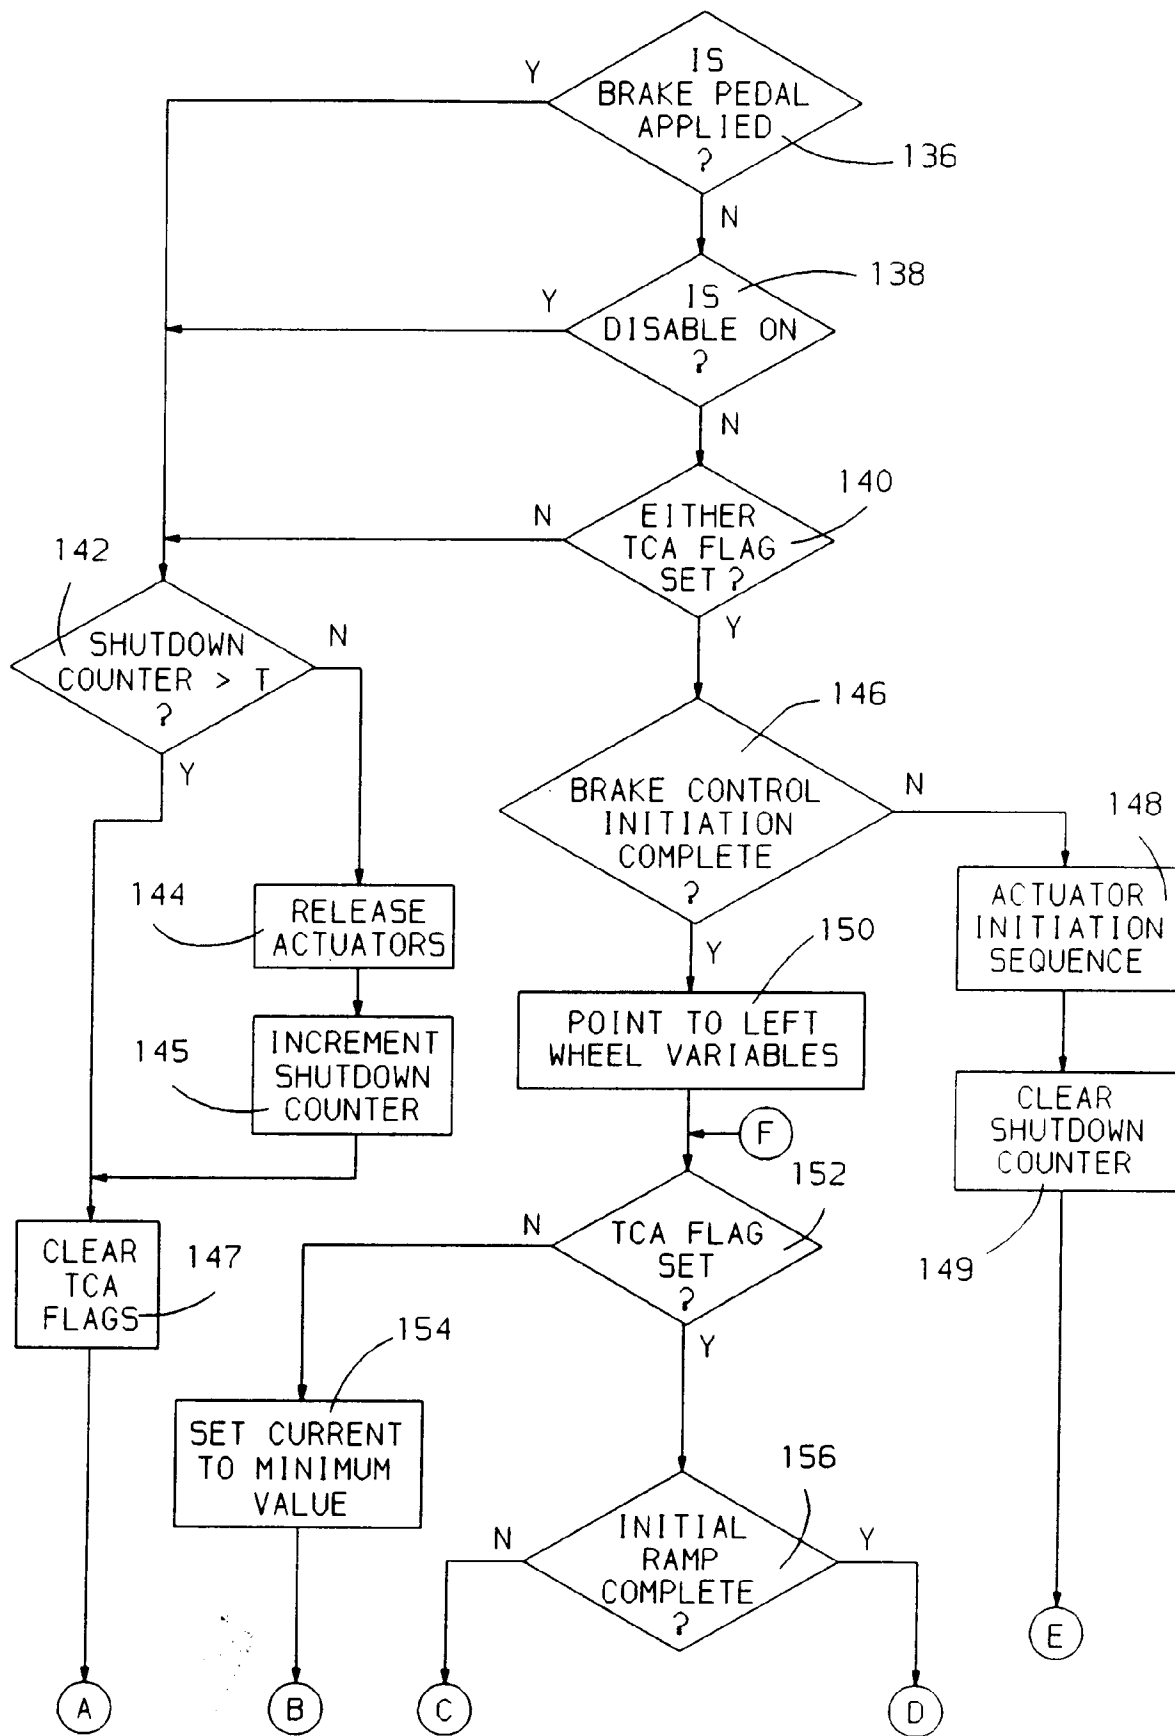 IS
BRAKE PEDAL
APPLIED
?
136
Y
N
IS
DISABLE ON
?
138
Y
N
EITHER
TCA FLAG
SET ?
140
N
Y
142
SHUTDOWN
COUNTER > T
?
N
Y
146
BRAKE CONTROL
INITIATION
COMPLETE
?
N
Y
148
ACTUATOR
INITIATION
SEQUENCE
144
RELEASE
ACTUATORS
150
POINT TO LEFT
WHEEL VARIABLES
145
INCREMENT
SHUTDOWN
COUNTER
CLEAR
SHUTDOWN
COUNTER
149
F
152
TCA FLAG
SET
?
N
Y
CLEAR
TCA
FLAGS
147
154
SET CURRENT
TO MINIMUM
VALUE
156
INITIAL
RAMP
COMPLETE
?
N
Y
E
A
B
C
D